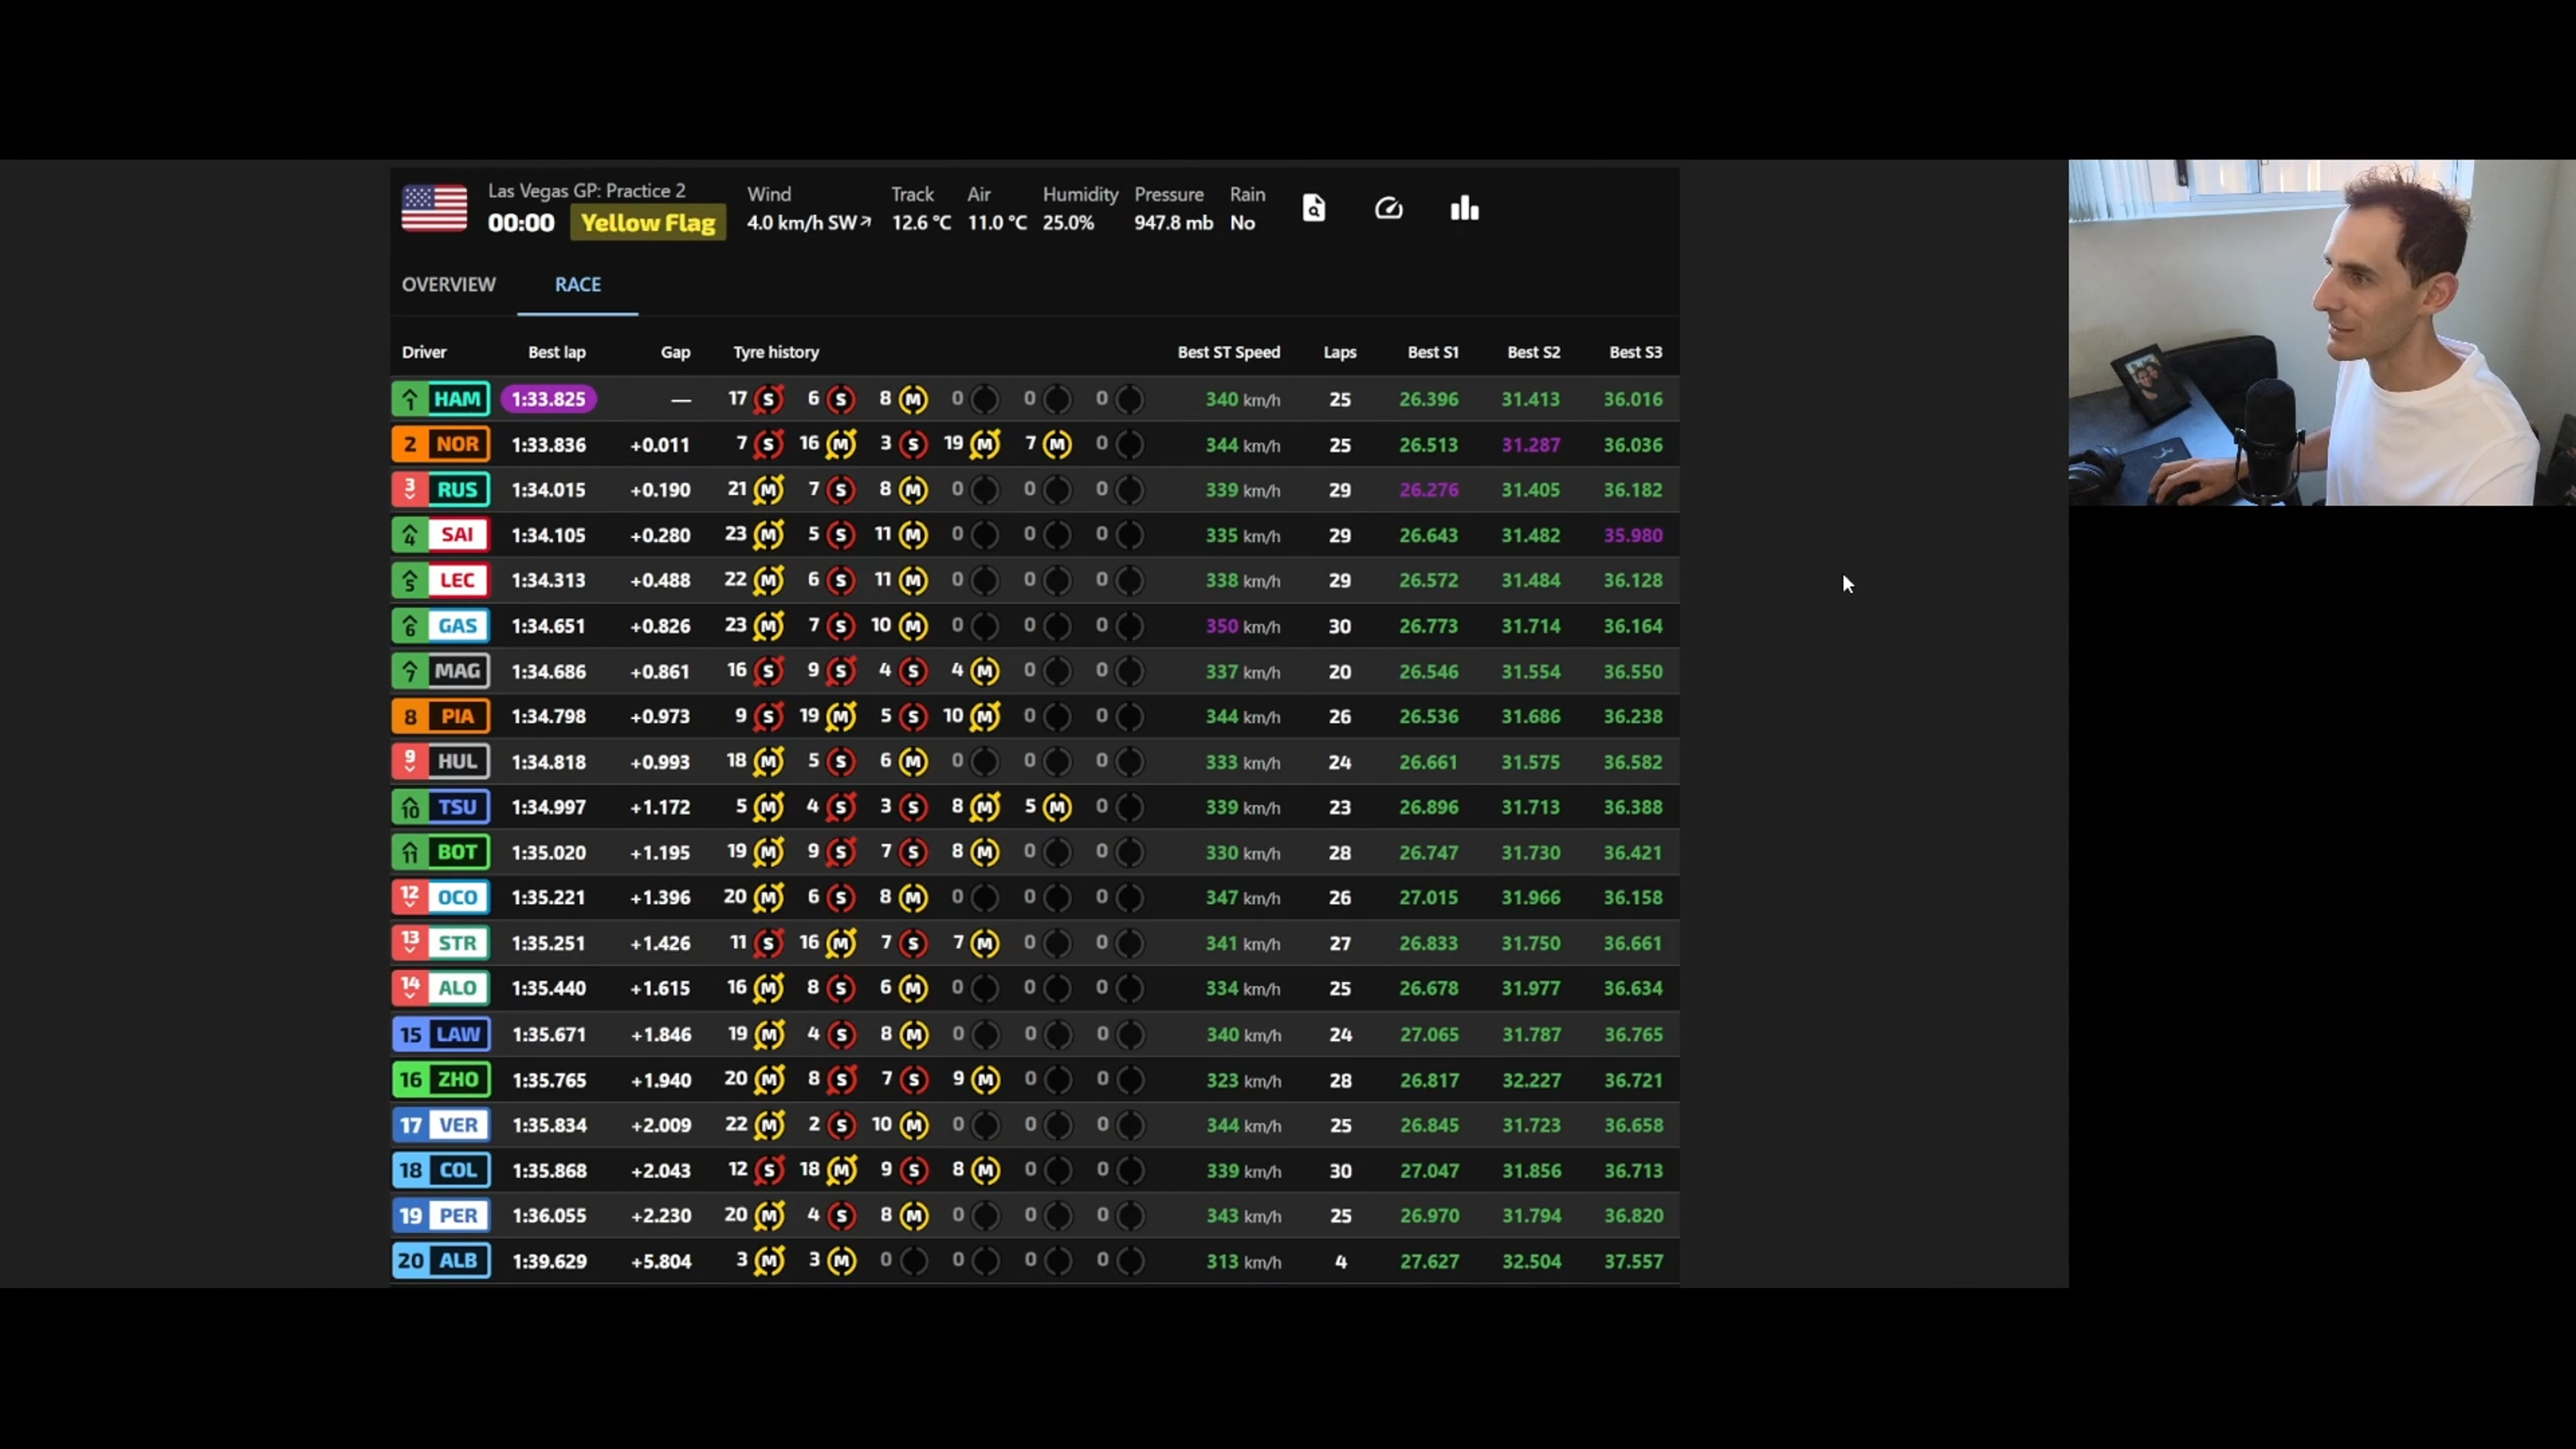 Las Vegas GP: Practice 2
00:00 Yellow Flag
Wind
4.0 km/h SW↗
Track
12.6 °C
Air
11.0 °C
Humidity
25.0%
Pressure
947.8 mb
Rain
No
OVERVIEW RACE
Driver Best lap Gap Tyre history Best ST Speed Laps Best S1 Best S2 Best S3
1 HAM 1:33.825 — 17 S 6 S 8 M 0 0 0 340 km/h 25 26.396 31.413 36.016
2 NOR 1:33.836 +0.011 7 S 16 M 3 S 19 M 7 M 0 344 km/h 25 26.513 31.287 36.036
3 RUS 1:34.015 +0.190 21 M 7 S 8 M 0 0 0 339 km/h 29 26.276 31.405 36.182
4 SAI 1:34.105 +0.280 23 M 5 S 11 M 0 0 0 335 km/h 29 26.643 31.482 35.980
5 LEC 1:34.313 +0.488 22 M 6 S 11 M 0 0 0 338 km/h 29 26.572 31.484 36.128
6 GAS 1:34.651 +0.826 23 M 7 S 10 M 0 0 0 350 km/h 30 26.773 31.714 36.164
7 MAG 1:34.686 +0.861 16 S 9 S 4 S 4 M 0 0 337 km/h 20 26.546 31.554 36.550
8 PIA 1:34.798 +0.973 9 S 19 M 5 S 10 M 0 0 344 km/h 26 26.536 31.686 36.238
9 HUL 1:34.818 +0.993 18 M 5 S 6 M 0 0 0 333 km/h 24 26.661 31.575 36.582
10 TSU 1:34.997 +1.172 5 M 4 S 3 S 8 M 5 M 0 339 km/h 23 26.896 31.713 36.388
11 BOT 1:35.020 +1.195 19 M 9 S 7 S 8 M 0 0 330 km/h 28 26.747 31.730 36.421
12 OCO 1:35.221 +1.396 20 M 6 S 8 M 0 0 0 347 km/h 26 27.015 31.966 36.158
13 STR 1:35.251 +1.426 11 S 16 M 7 S 7 M 0 0 341 km/h 27 26.833 31.750 36.661
14 ALO 1:35.440 +1.615 16 M 8 S 6 M 0 0 0 334 km/h 25 26.678 31.977 36.634
15 LAW 1:35.671 +1.846 19 M 4 S 8 M 0 0 0 340 km/h 24 27.065 31.787 36.765
16 ZHO 1:35.765 +1.940 20 M 8 S 7 S 9 M 0 0 323 km/h 28 26.817 32.227 36.721
17 VER 1:35.834 +2.009 22 M 2 S 10 M 0 0 0 344 km/h 25 26.845 31.723 36.658
18 COL 1:35.868 +2.043 12 S 18 M 9 S 8 M 0 0 339 km/h 30 27.047 31.856 36.713
19 PER 1:36.055 +2.230 20 M 4 S 8 M 0 0 0 343 km/h 25 26.970 31.794 36.820
20 ALB 1:39.629 +5.804 3 M 3 M 0 0 0 0 313 km/h 4 27.627 32.504 37.557